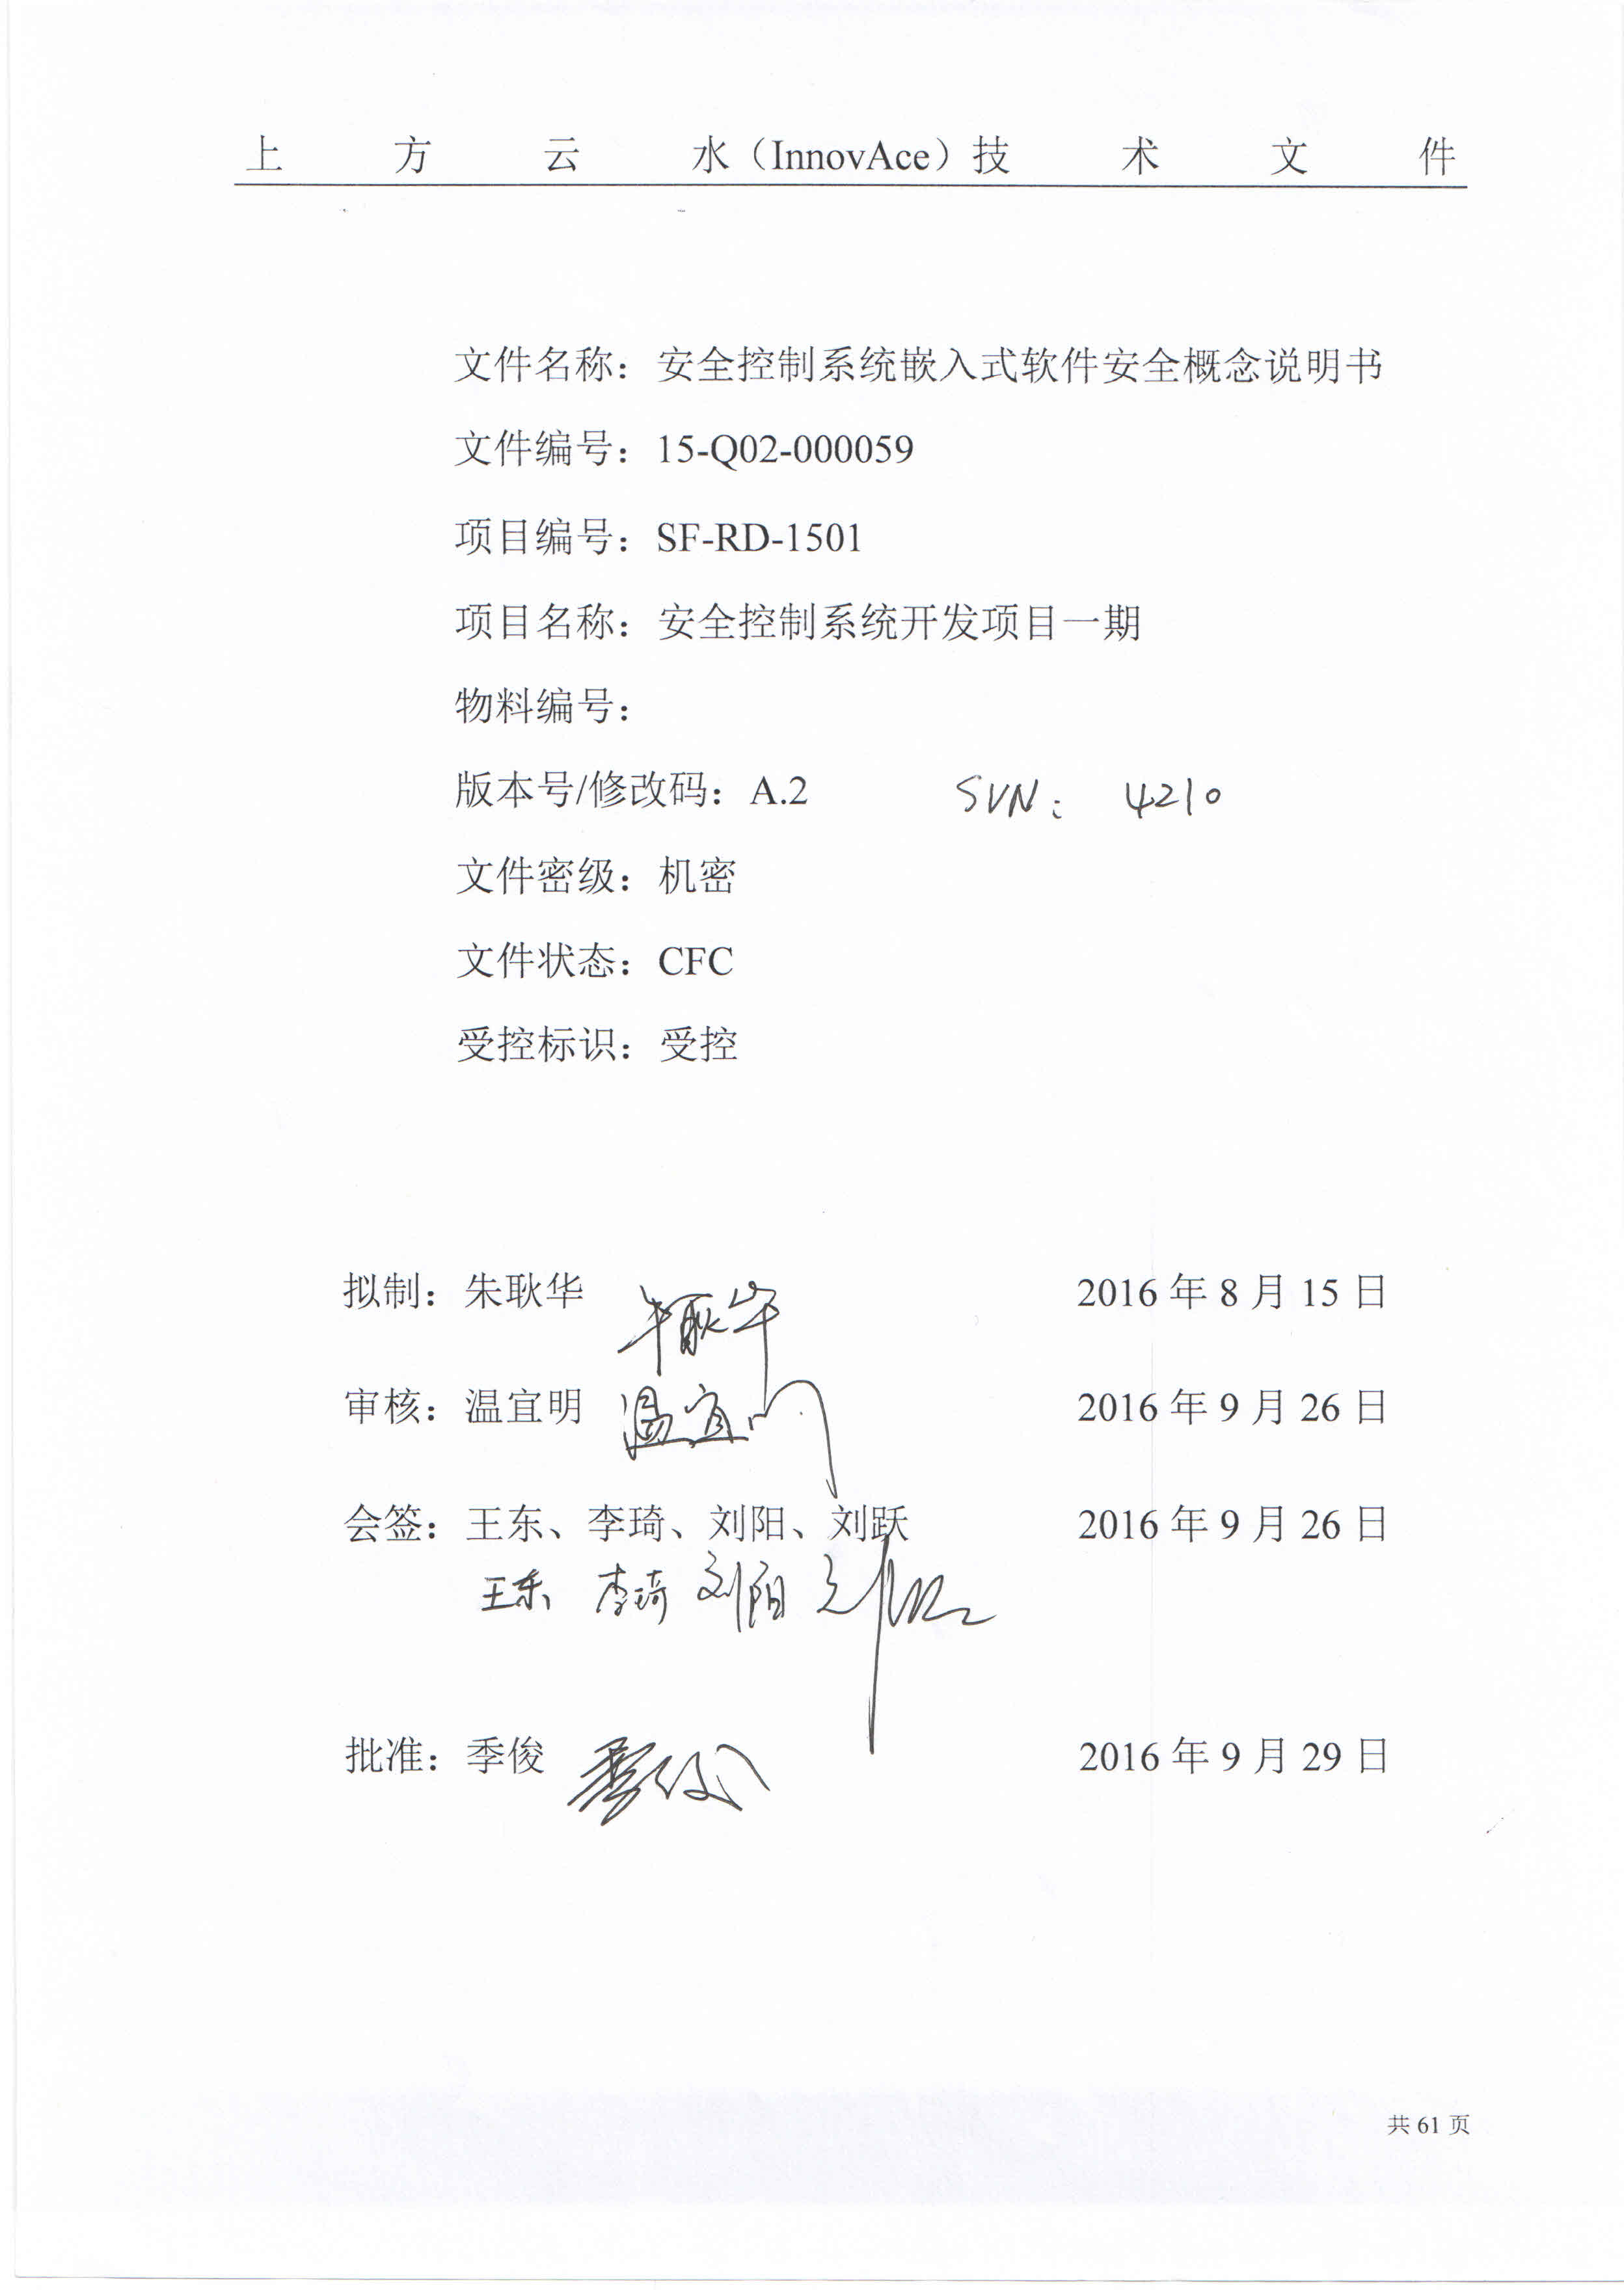 上方云水（InnovAce）技术文件
文件名称：安全控制系统嵌入式软件安全概念说明书
文件编号：15-Q02-000059
项目编号：SF-RD-1501
项目名称：安全控制系统开发项目一期
物料编号：
版本号/修改码：A.2 SVN: 4210
文件密级：机密
文件状态：CFC
受控标识：受控
拟制：朱耿华 朱耿华 2016 年 8 月 15 日
审核：温宜明 温宜明 2016 年 9 月 26 日
会签：王东、李琦、刘阳、刘跃 2016 年 9 月 26 日
王东 李琦 刘阳 刘跃
批准：季俊 季俊 2016 年 9 月 29 日
共 61 页